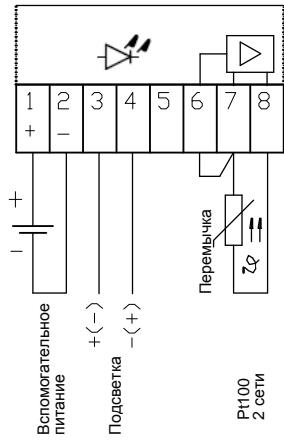 1 2 3 4 5 6 7 8
+ −
+
−
+(−)
−(+)
Вспомогательное
питание
Подсветка
Перемычка
ϑ
Pt100
2 сети